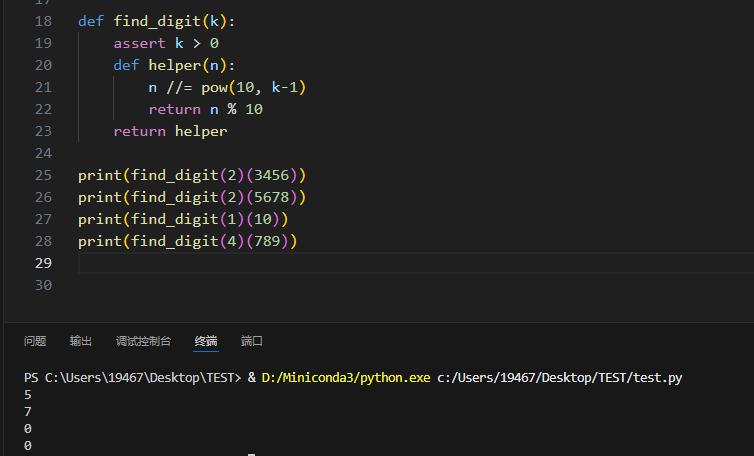 18 def find_digit(k):
19 assert k > 0
20 def helper(n):
21 n //= pow(10, k-1)
22 return n % 10
23 return helper
24
25 print(find_digit(2)(3456))
26 print(find_digit(2)(5678))
27 print(find_digit(1)(10))
28 print(find_digit(4)(789))
29
30
问题 输出 调试控制台 终端 端口
PS C:\Users\19467\Desktop\TEST> & D:/Miniconda3/python.exe c:/Users/19467/Desktop/TEST/test.py
5
7
0
0